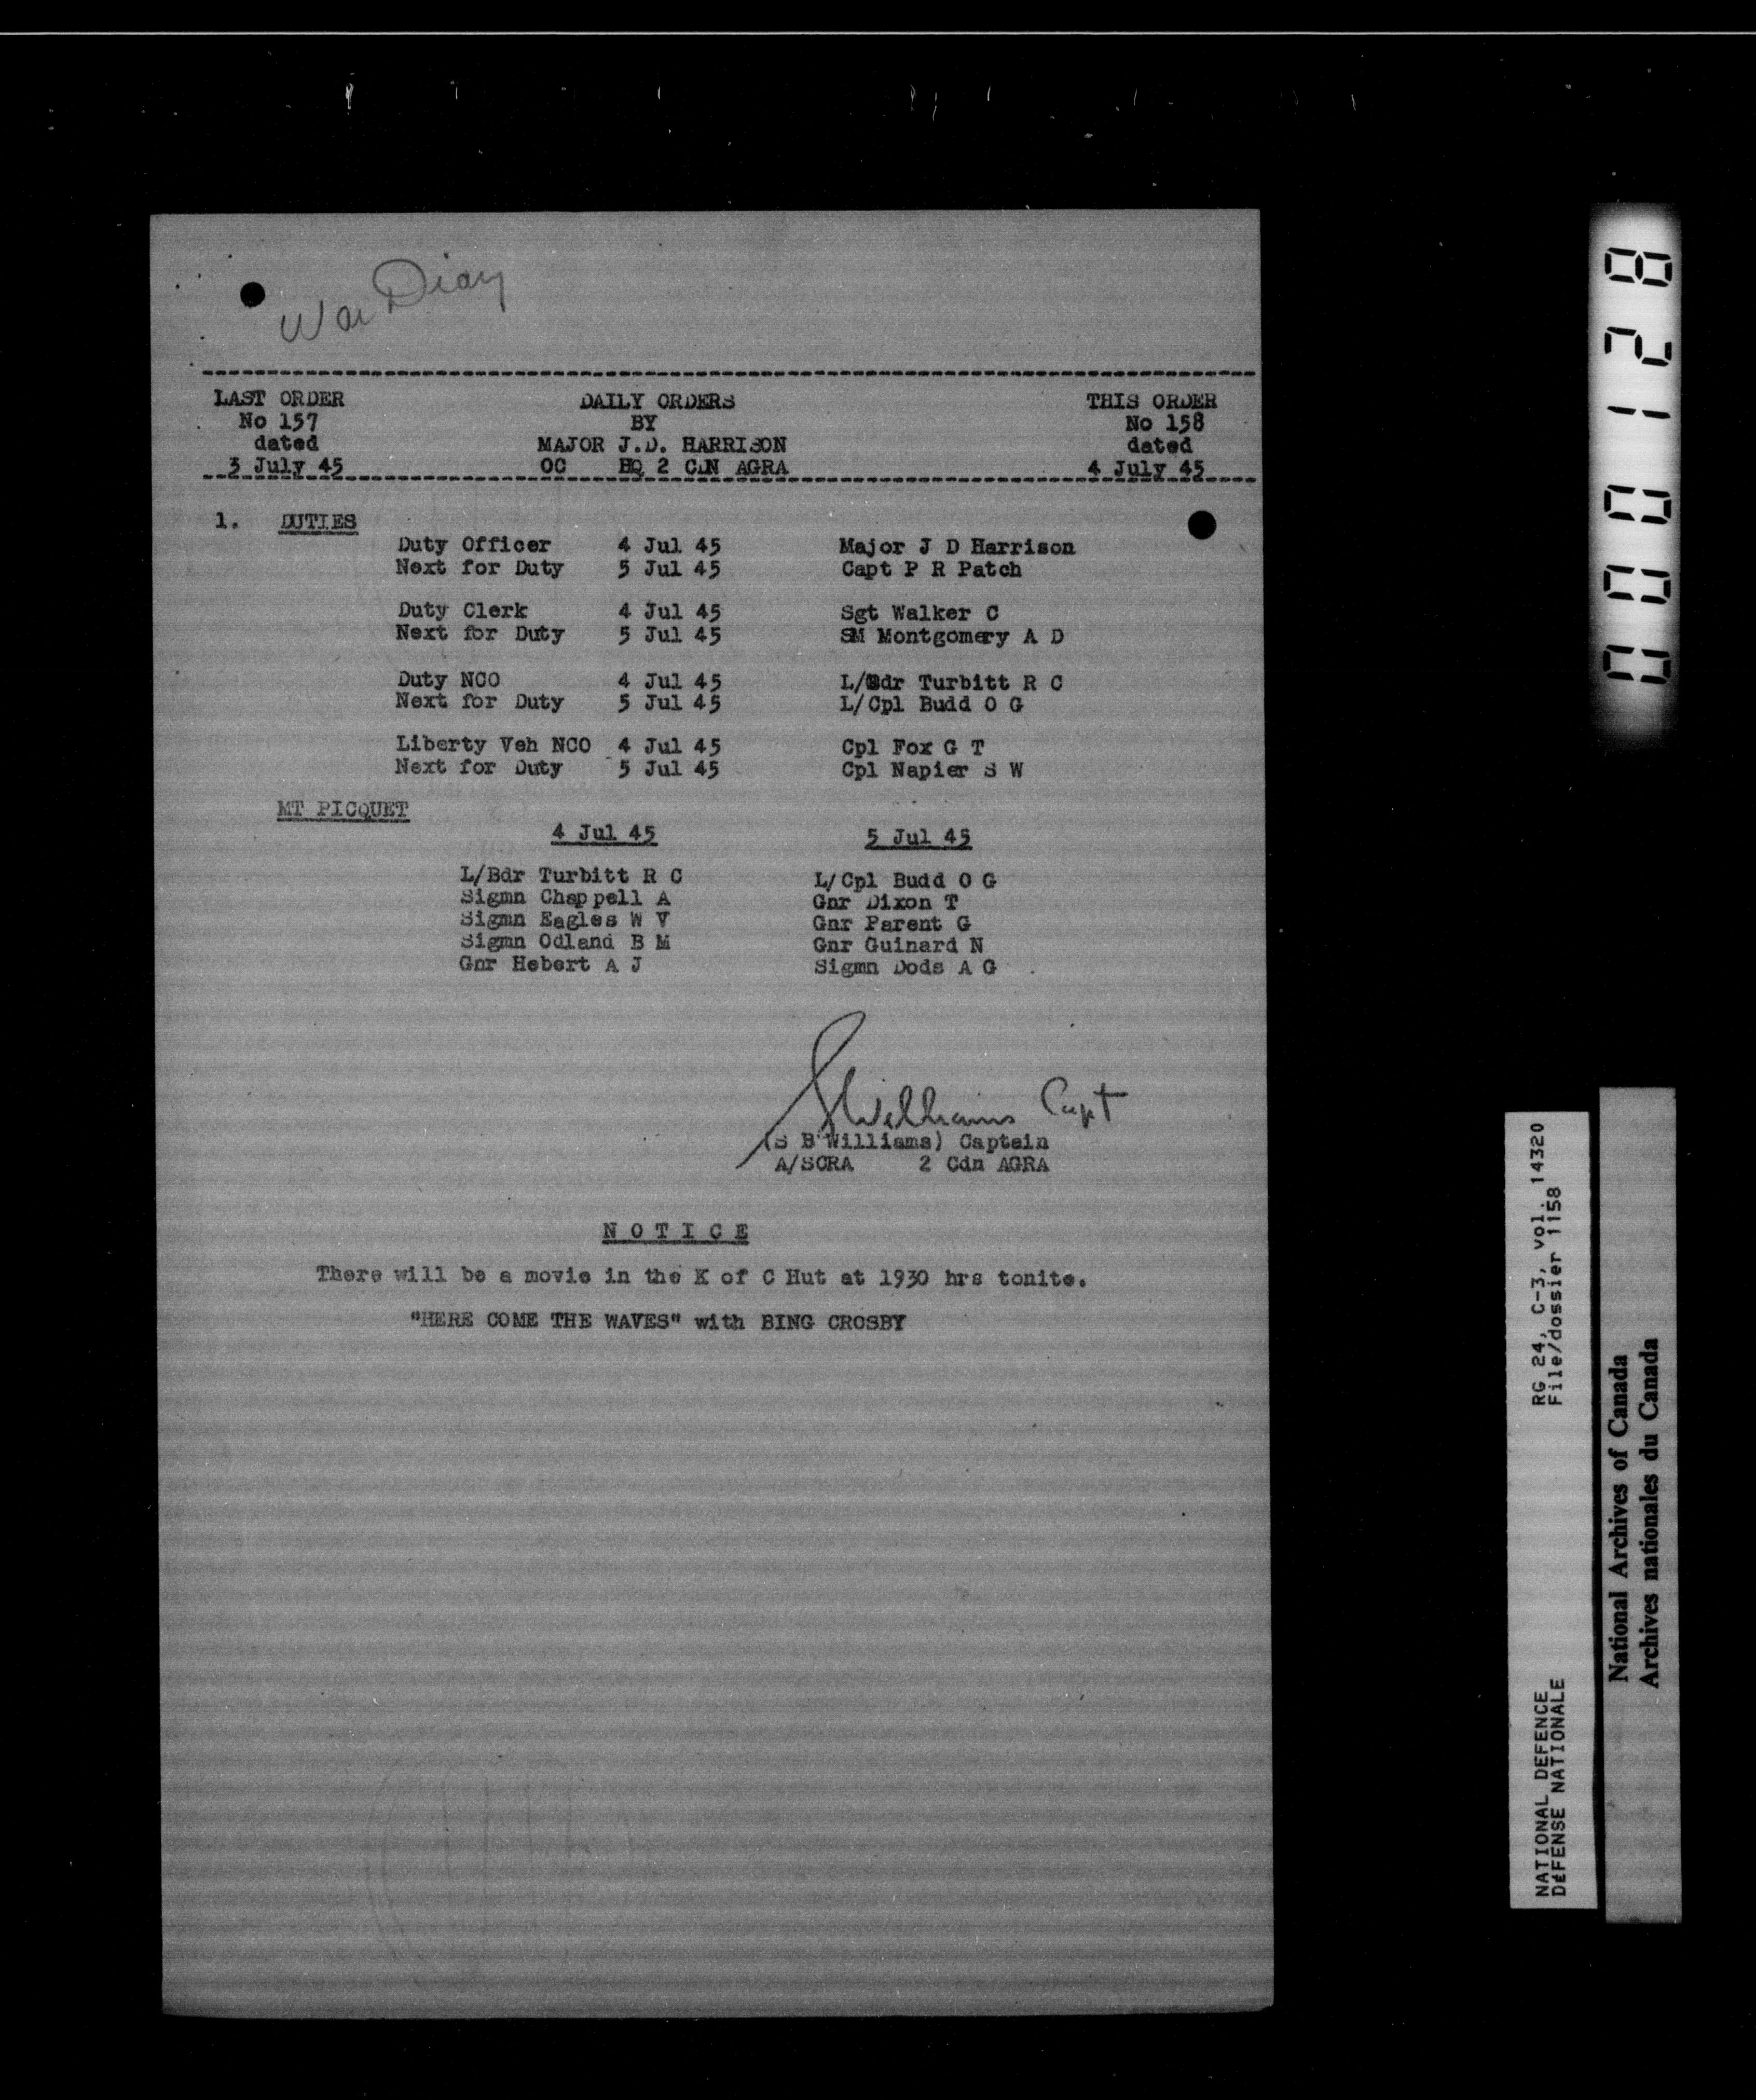 War Diary
LAST ORDER DAILY ORDERS THIS ORDER
No 157 BY No 158
dated MAJOR J.D. HARRISON dated
3 July 45 OC HQ 2 CDN AGRA 4 July 45
1. DUTIES
Duty Officer 4 Jul 45 Major J D Harrison
Next for Duty 5 Jul 45 Capt P R Patch
Duty Clerk 4 Jul 45 Sgt Walker C
Next for Duty 5 Jul 45 SM Montgomery A D
Duty NCO 4 Jul 45 L/Bdr Turbitt R C
Next for Duty 5 Jul 45 L/Cpl Budd O G
Liberty Veh NCO 4 Jul 45 Cpl Fox G T
Next for Duty 5 Jul 45 Cpl Napier S W
MT PICQUET
4 Jul 45 5 Jul 45
L/Bdr Turbitt R C L/Cpl Budd O G
Sigmn Chappell A Gnr Dixon T
Sigmn Eagles W V Gnr Parent G
Sigmn Odland B M Gnr Guinard N
Gnr Hebert A J Sigmn Dods A G
SBWilliams Capt
(S B Williams) Captain
A/SCRA 2 Cdn AGRA
N O T I C E
There will be a movie in the K of C Hut at 1930 hrs tonite.
"HERE COME THE WAVES" with BING CROSBY
0000128
NATIONAL DEFENCE RG 24, C-3, vol. 14320
DÉFENSE NATIONALE File/dossier 1158
National Archives of Canada
Archives nationales du Canada